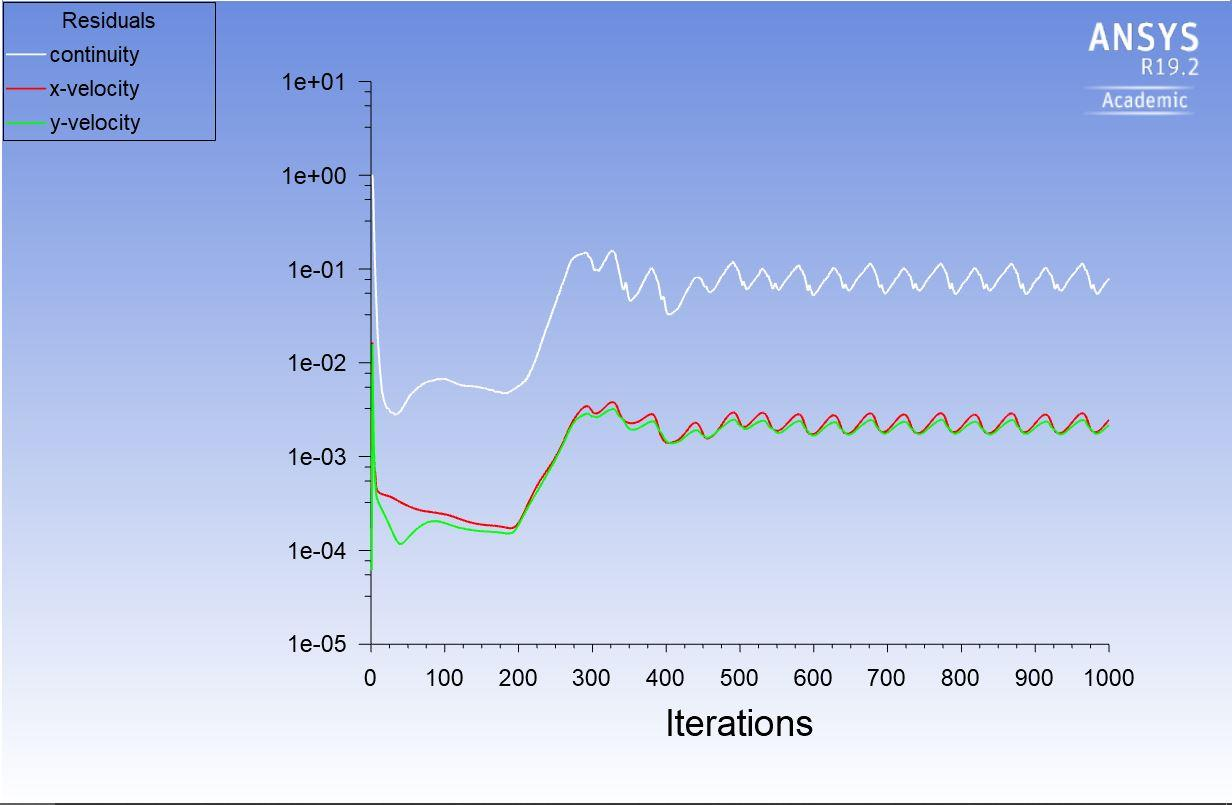 Residuals
continuity
x-velocity
y-velocity
ANSYS
R19.2
Academic
1e+01
1e+00
1e-01
1e-02
1e-03
1e-04
1e-05
0 100 200 300 400 500 600 700 800 900 1000
Iterations